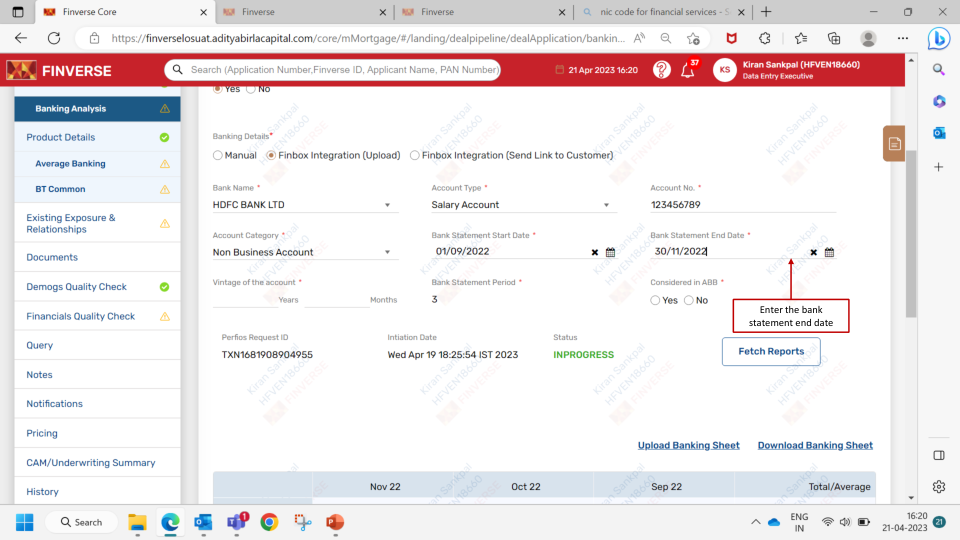 Finverse Core
Finverse
Finverse
nic code for financial services - S
https://finverselosuat.adityabirlacapital.com/core/mMortgage/#/landing/dealpipeline/dealApplication/bankin...
FINVERSE
Search (Application Number,Finverse ID, Applicant Name, PAN Number)
21 Apr 2023 16:20
37
KS
Kiran Sankpal (HFVEN18660)
Data Entry Executive
Yes No
Banking Analysis
Product Details
Average Banking
BT Common
Existing Exposure &
Relationships
Documents
Demogs Quality Check
Financials Quality Check
Query
Notes
Notifications
Pricing
CAM/Underwriting Summary
History
Banking Details*
Manual Finbox Integration (Upload) Finbox Integration (Send Link to Customer)
Bank Name * Account Type * Account No. *
HDFC BANK LTD Salary Account 123456789
Account Category * Bank Statement Start Date * Bank Statement End Date *
Non Business Account 01/09/2022 30/11/2022
Vintage of the account * Bank Statement Period * Considered in ABB *
Years Months 3 Yes No
Enter the bank
statement end date
Perfios Request ID Intiation Date Status
TXN1681908904955 Wed Apr 19 18:25:54 IST 2023 INPROGRESS
Fetch Reports
Upload Banking Sheet Download Banking Sheet
Nov 22 Oct 22 Sep 22 Total/Average
Kiran Sankpal
HFVEN18660
FINVERSE
Search
1
ENG
IN
16:20
21-04-2023
21